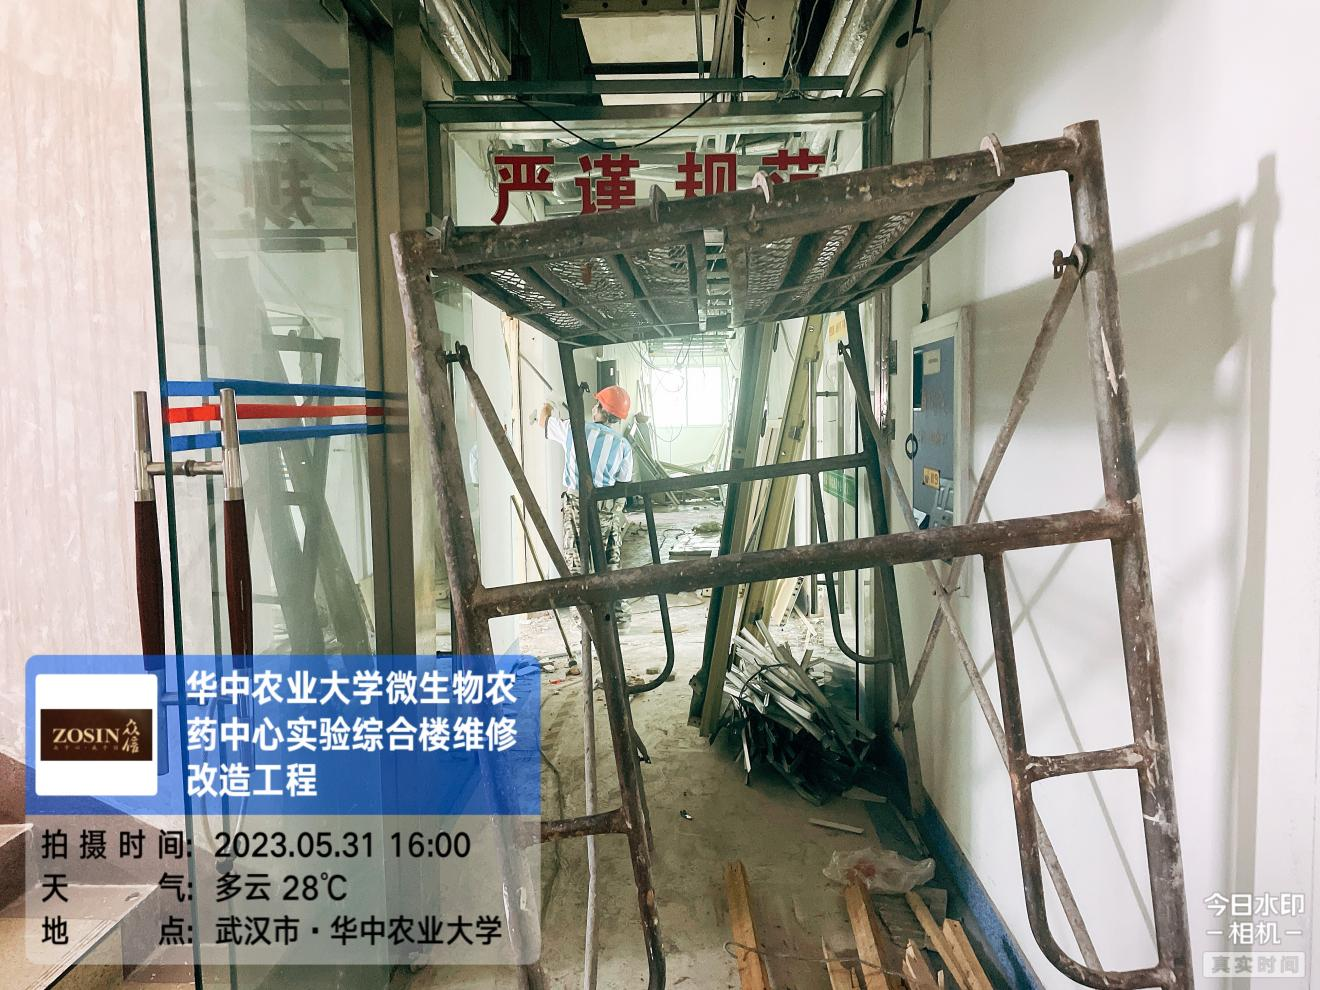 严谨 规范
ZOSIN众信
华中农业大学微生物农
药中心实验综合楼维修
改造工程
拍摄时间: 2023.05.31 16:00
天气: 多云 28℃
地点: 武汉市·华中农业大学
今日水印
相机
真实时间